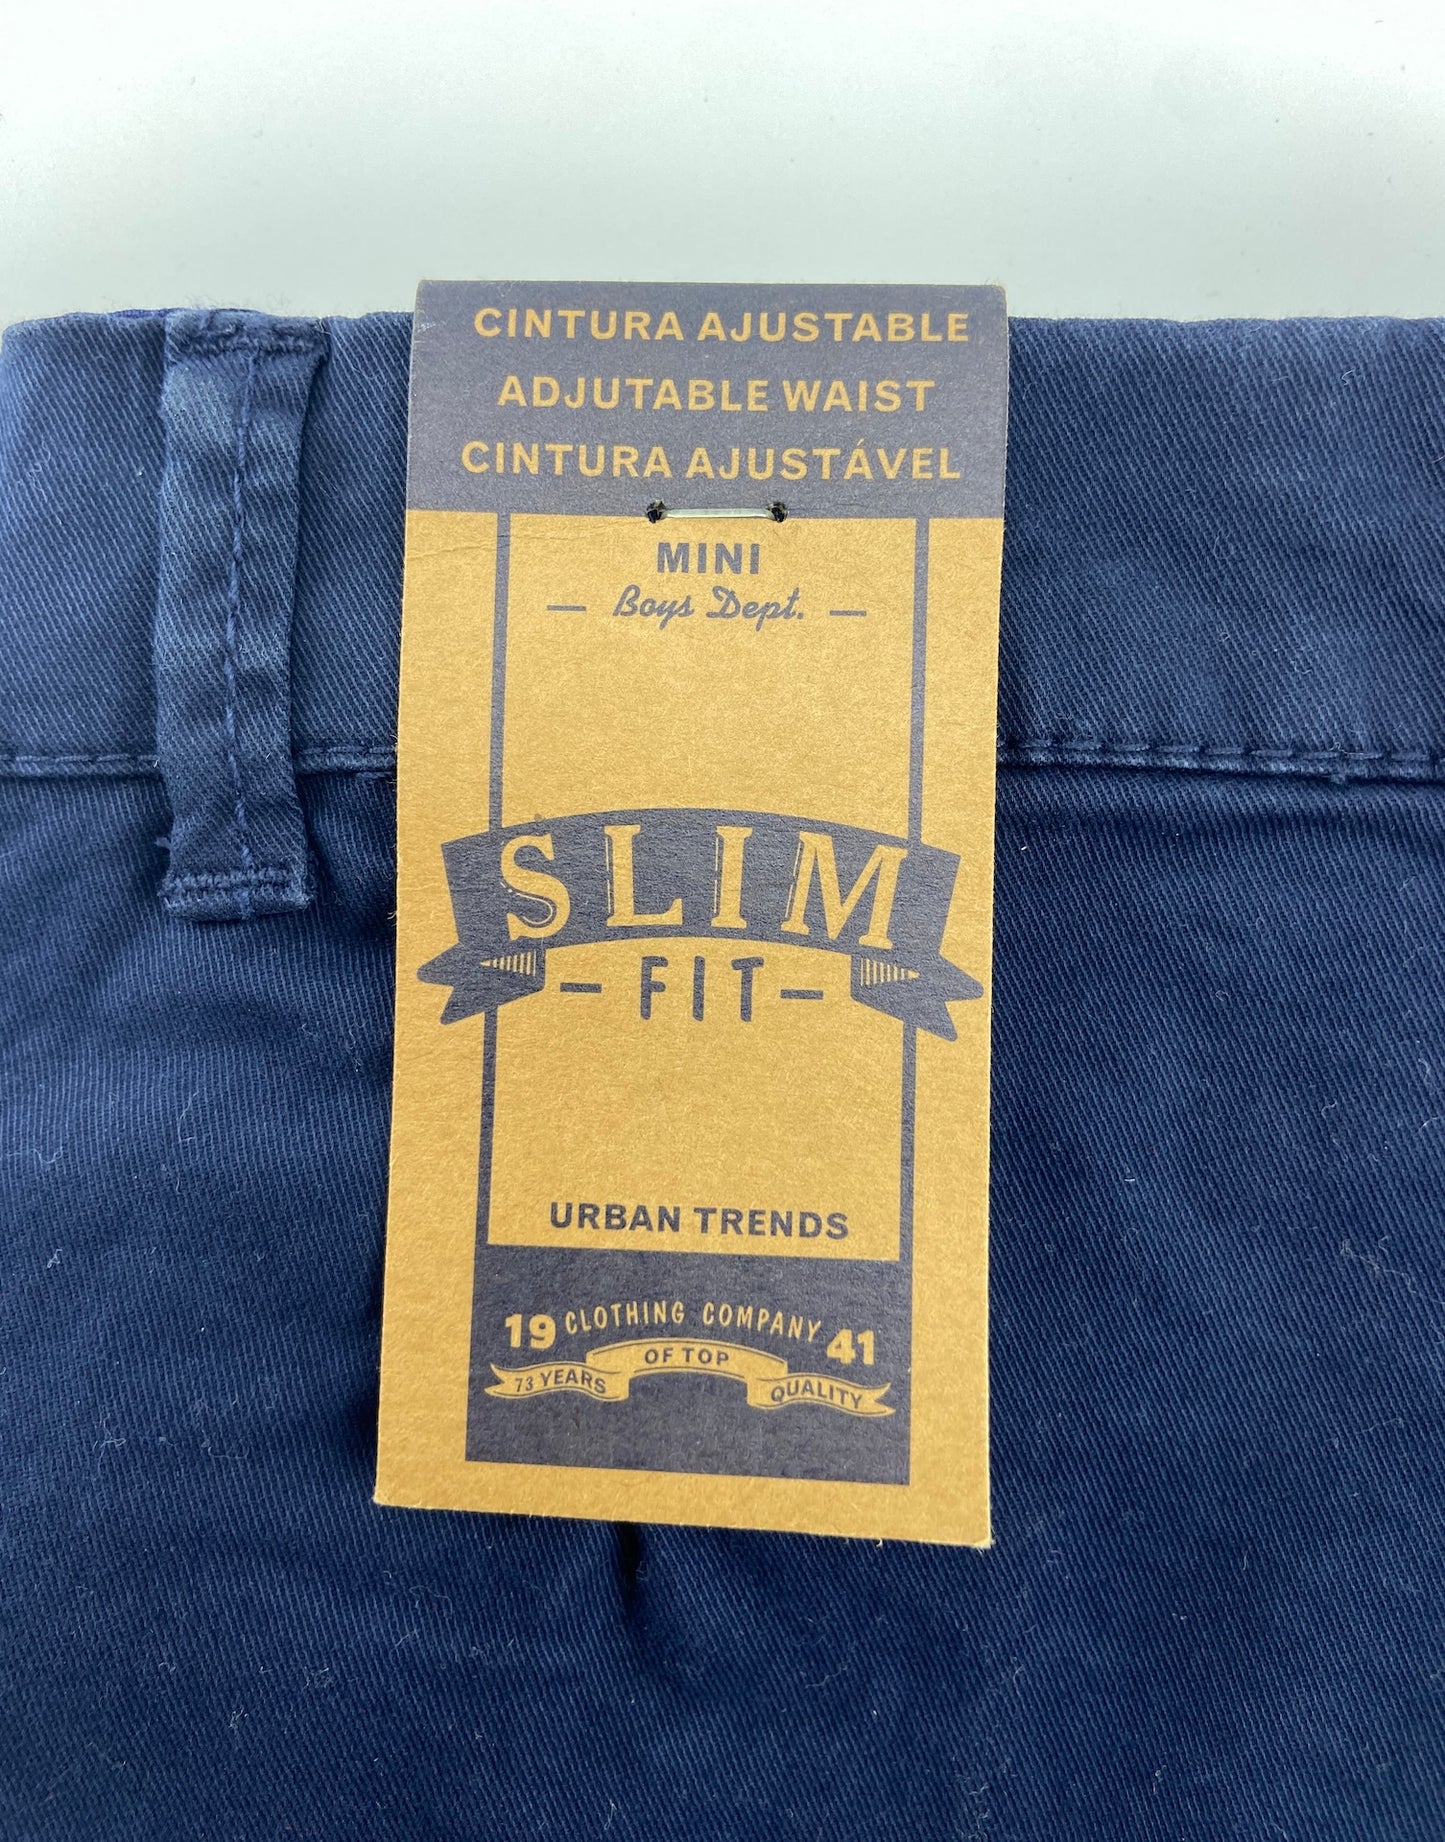 CINTURA AJUSTABLE
ADJUTABLE WAIST
CINTURA AJUSTÁVEL
MINI
— Boys Dept. —
SLIM
– FIT –
URBAN TRENDS
19 CLOTHING COMPANY 41
73 YEARS OF TOP QUALITY